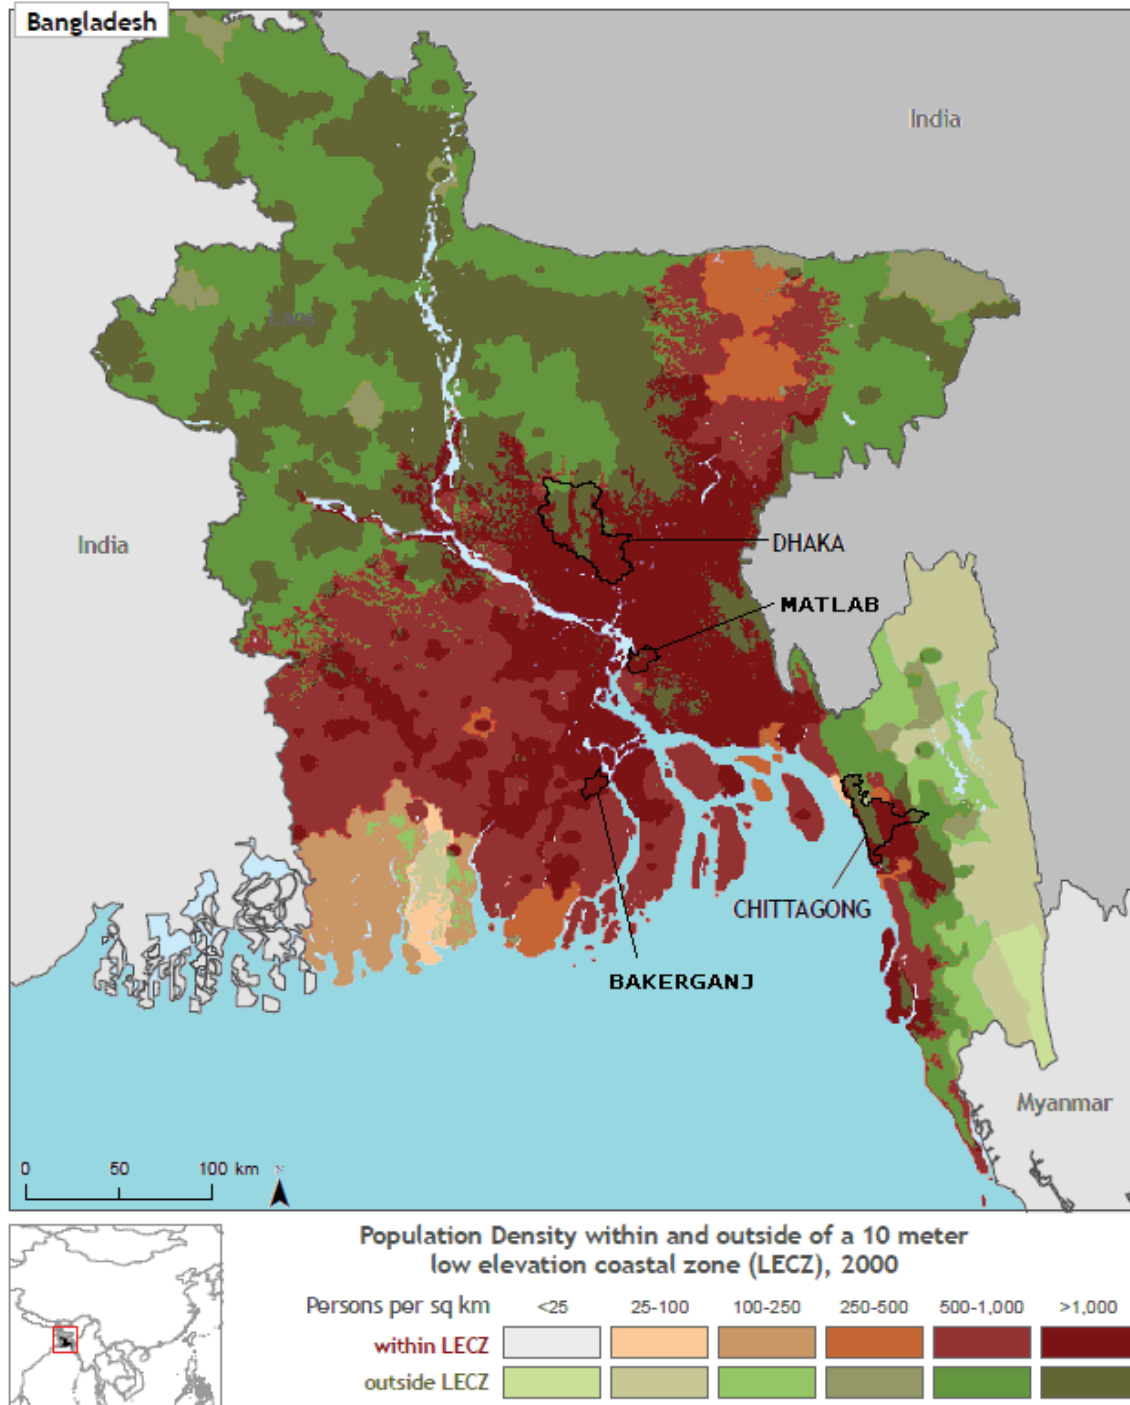 Bangladesh
India
Laos
India
DHAKA
MATLAB
CHITTAGONG
BAKERGANJ
Myanmar
0 50 100 km N
Population Density within and outside of a 10 meter
low elevation coastal zone (LECZ), 2000
Persons per sq km <25 25-100 100-250 250-500 500-1,000 >1,000
within LECZ
outside LECZ